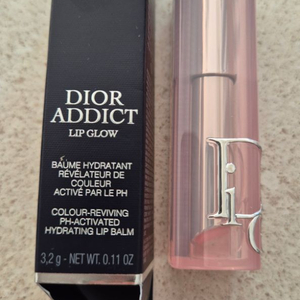 DIOR
ADDICT
LIP GLOW
BAUME HYDRATANT
RÉVÉLATEUR DE
COULEUR
ACTIVÉ PAR LE PH
COLOUR-REVIVING
PH-ACTIVATED
HYDRATING LIP BALM
3,2 g - NET WT. 0.11 OZ